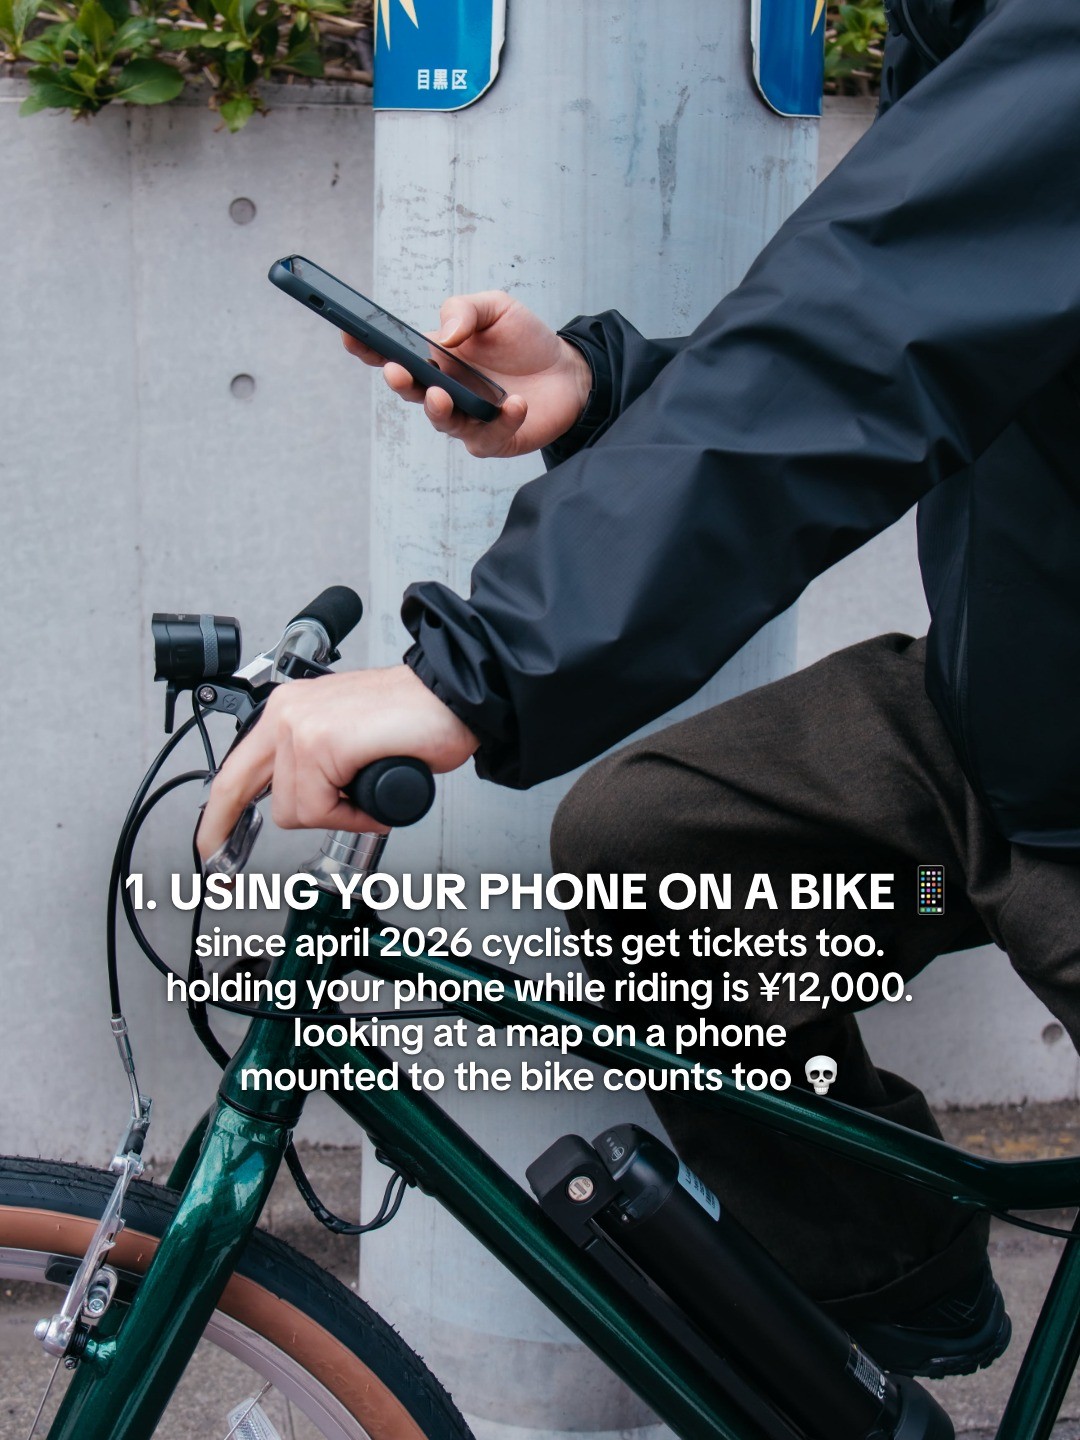 目黒区
1. USING YOUR PHONE ON A BIKE 📱
since april 2026 cyclists get tickets too.
holding your phone while riding is ¥12,000.
looking at a map on a phone
mounted to the bike counts too 💀